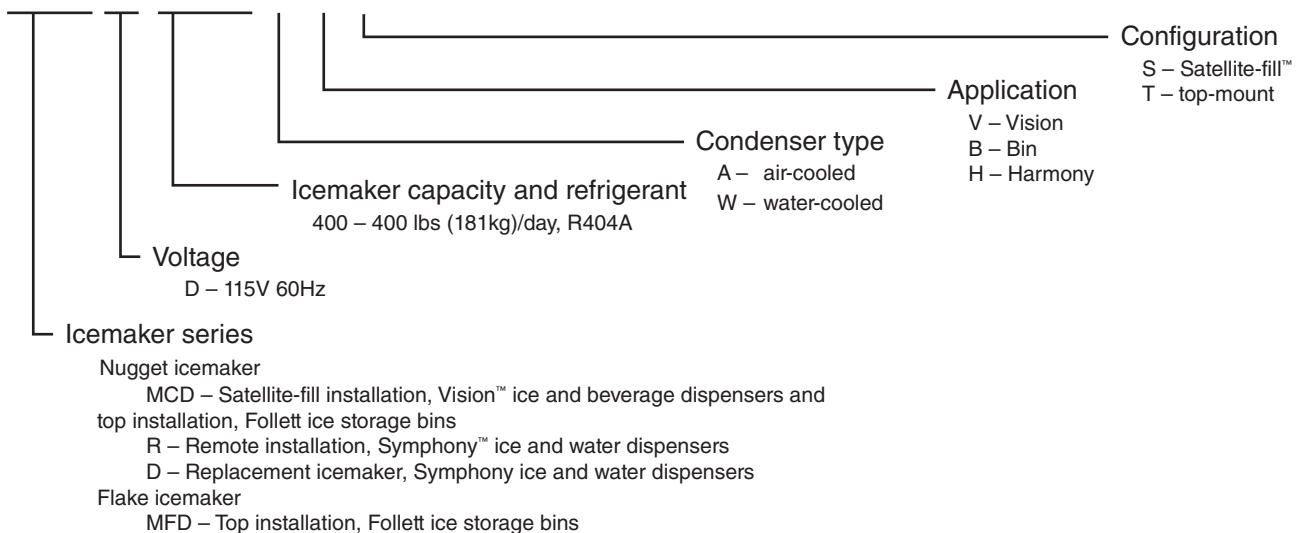 Configuration
S – Satellite-fill™
T – top-mount
Application
V – Vision
B – Bin
H – Harmony
Condenser type
A – air-cooled
W – water-cooled
Icemaker capacity and refrigerant
400 – 400 lbs (181kg)/day, R404A
Voltage
D – 115V 60Hz
Icemaker series
Nugget icemaker
MCD – Satellite-fill installation, Vision™ ice and beverage dispensers and
top installation, Follett ice storage bins
R – Remote installation, Symphony™ ice and water dispensers
D – Replacement icemaker, Symphony ice and water dispensers
Flake icemaker
MFD – Top installation, Follett ice storage bins